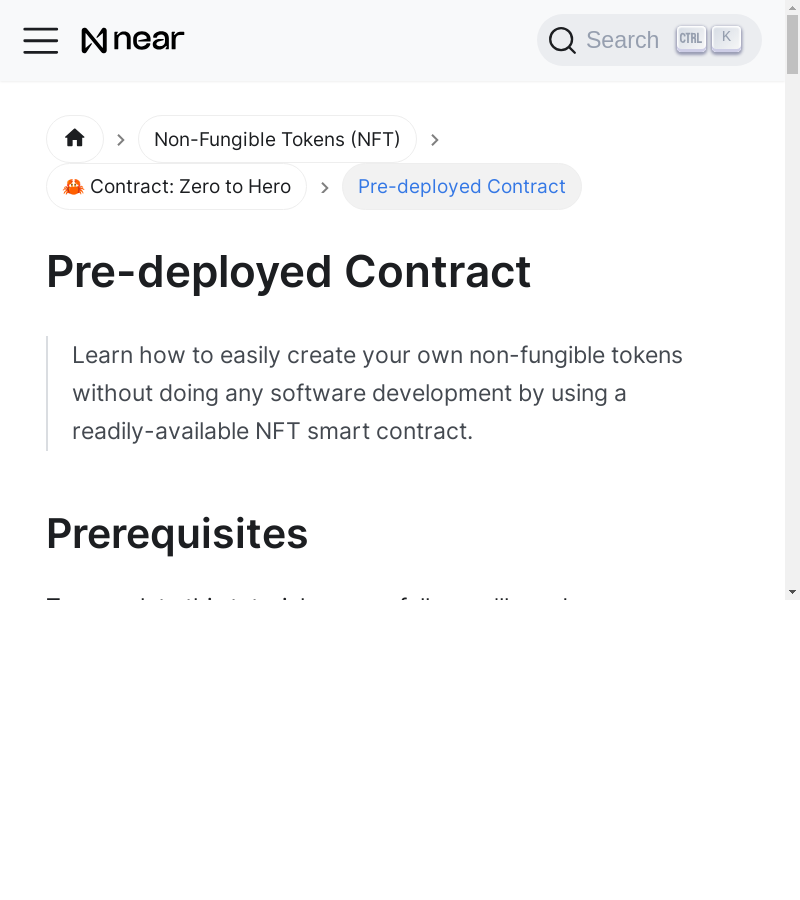 near
Search CTRL K
Non-Fungible Tokens (NFT)
🦀 Contract: Zero to Hero
Pre-deployed Contract
Pre-deployed Contract
Learn how to easily create your own non-fungible tokens
without doing any software development by using a
readily-available NFT smart contract.
Prerequisites